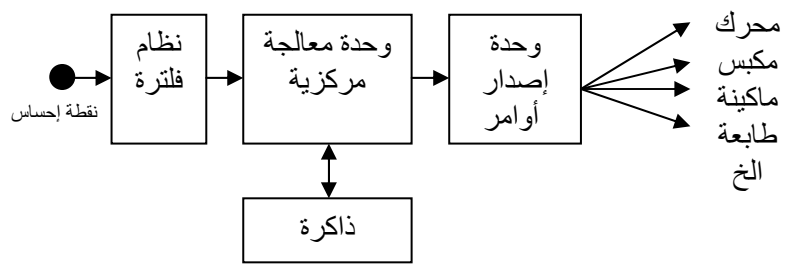 نقطة إحساس
نظام
فلترة
وحدة معالجة
مركزية
ذاكرة
وحدة
إصدار
أوامر
محرك
مكبس
ماكينة
طابعة
الخ